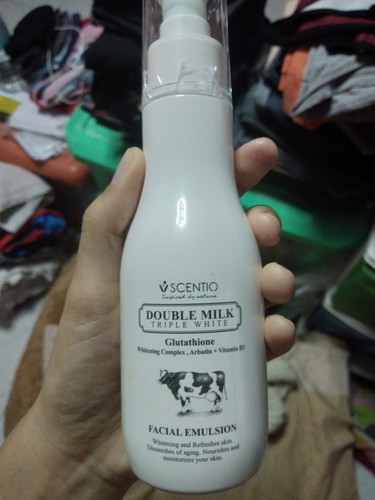 SCENTIO
Inspired by nature
DOUBLE MILK
TRIPLE WHITE
Glutathione
Whitening Complex , Arbutin + Vitamin B3
FACIAL EMULSION
Whitening and Refreshes skin.
Diminishes of aging. Nourishes and
moisturizes your skin.